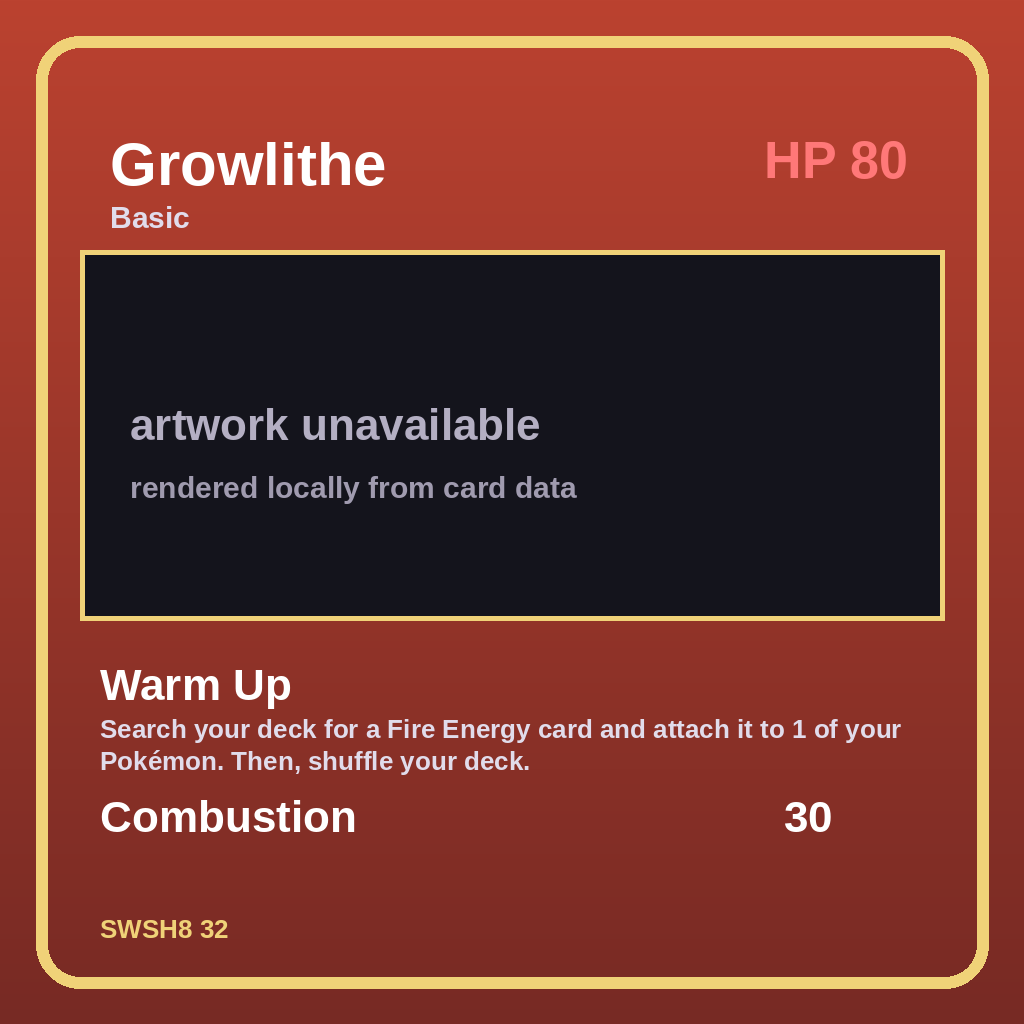 Growlithe
HP 80
Basic
artwork unavailable
rendered locally from card data
Warm Up
Search your deck for a Fire Energy card and attach it to 1 of your
Pokémon. Then, shuffle your deck.
Combustion 30
SWSH8 32